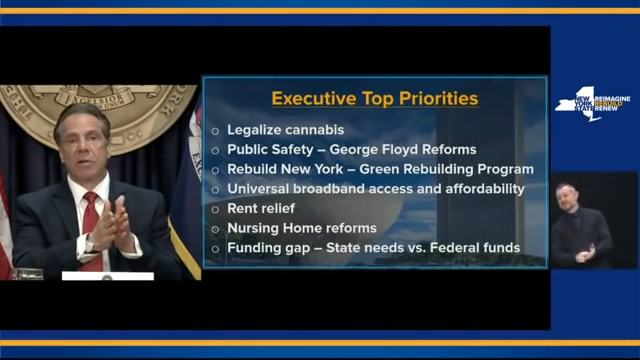 EXCELSIOR
Executive Top Priorities
Legalize cannabis
Public Safety – George Floyd Reforms
Rebuild New York – Green Rebuilding Program
Universal broadband access and affordability
Rent relief
Nursing Home reforms
Funding gap – State needs vs. Federal funds
NEW YORK STATE
REIMAGINE
REBUILD
RENEW